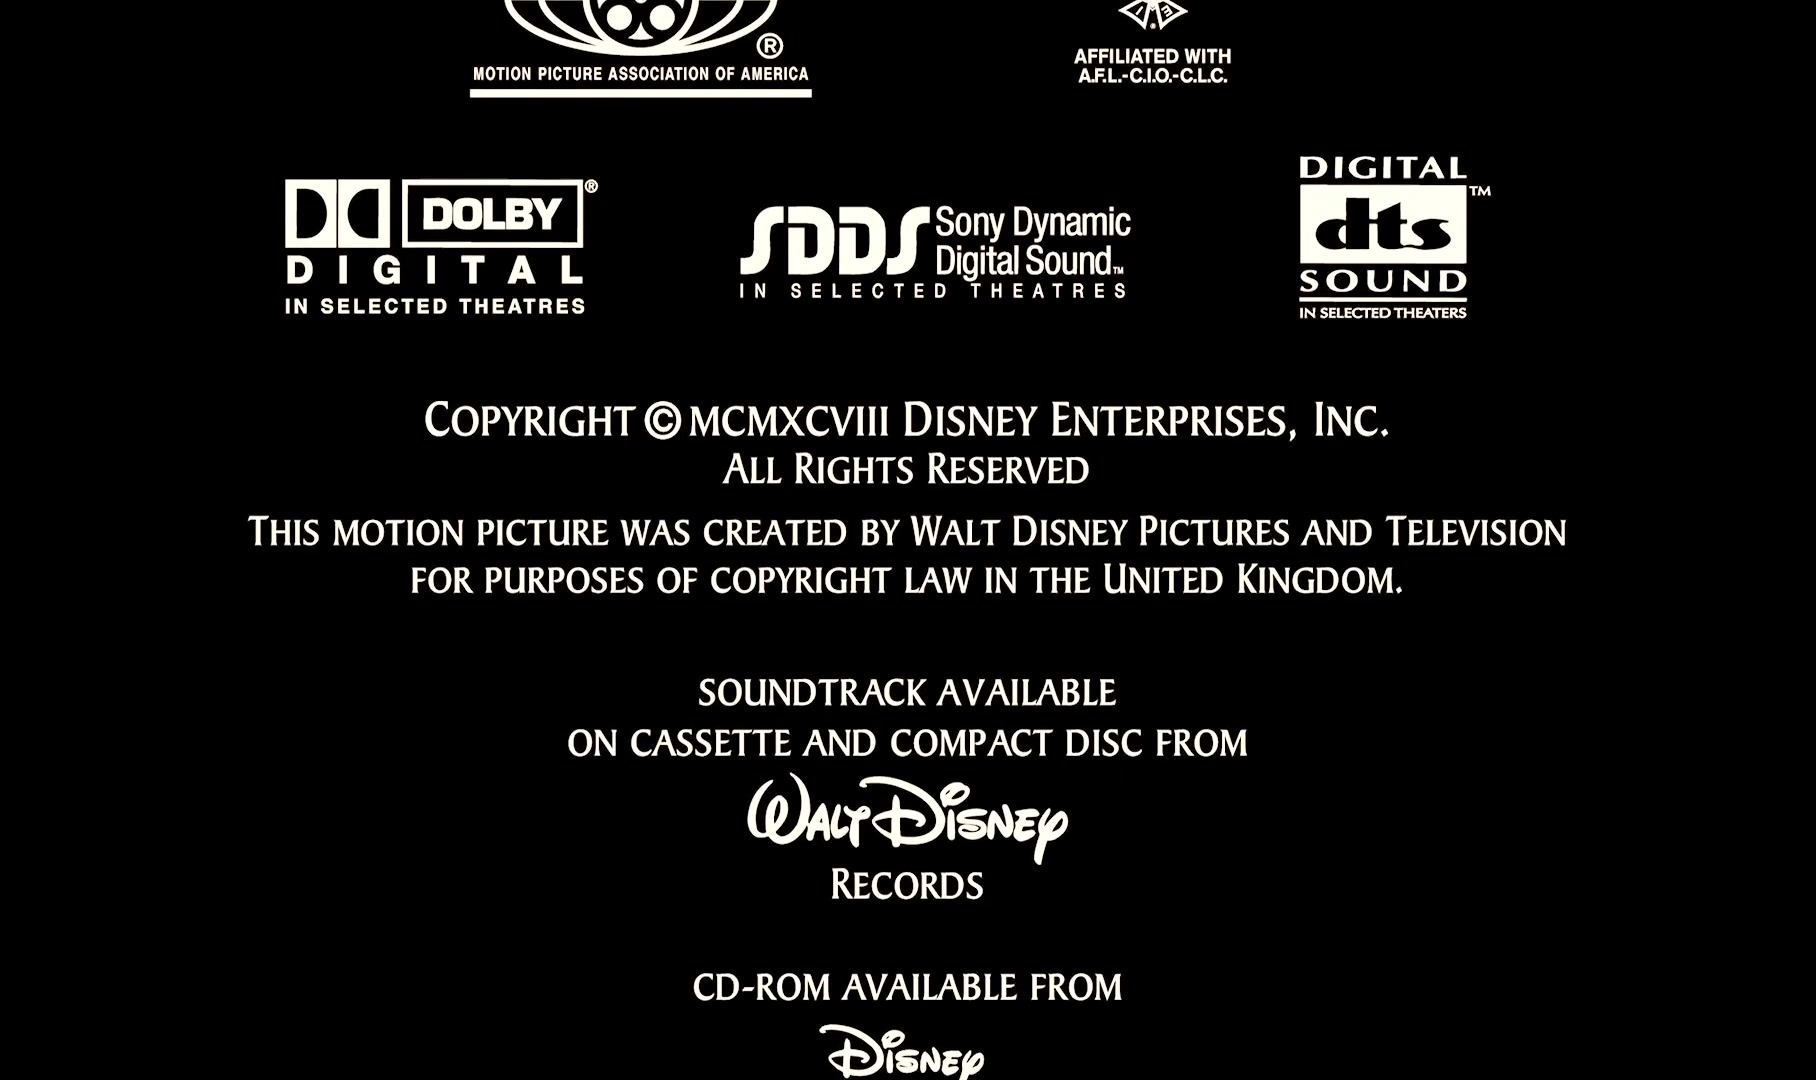 ®
MOTION PICTURE ASSOCIATION OF AMERICA
I E
AFFILIATED WITH
A.F.L.-C.I.O.-C.L.C.
DOLBY®
DIGITAL
IN SELECTED THEATRES
SDDS Sony Dynamic
Digital Sound™
IN SELECTED THEATRES
DIGITAL
dts™
SOUND
IN SELECTED THEATERS
COPYRIGHT © MCMXCVIII DISNEY ENTERPRISES, INC.
ALL RIGHTS RESERVED
THIS MOTION PICTURE WAS CREATED BY WALT DISNEY PICTURES AND TELEVISION
FOR PURPOSES OF COPYRIGHT LAW IN THE UNITED KINGDOM.
SOUNDTRACK AVAILABLE
ON CASSETTE AND COMPACT DISC FROM
WALT DISNEY
RECORDS
CD-ROM AVAILABLE FROM
DISNEY